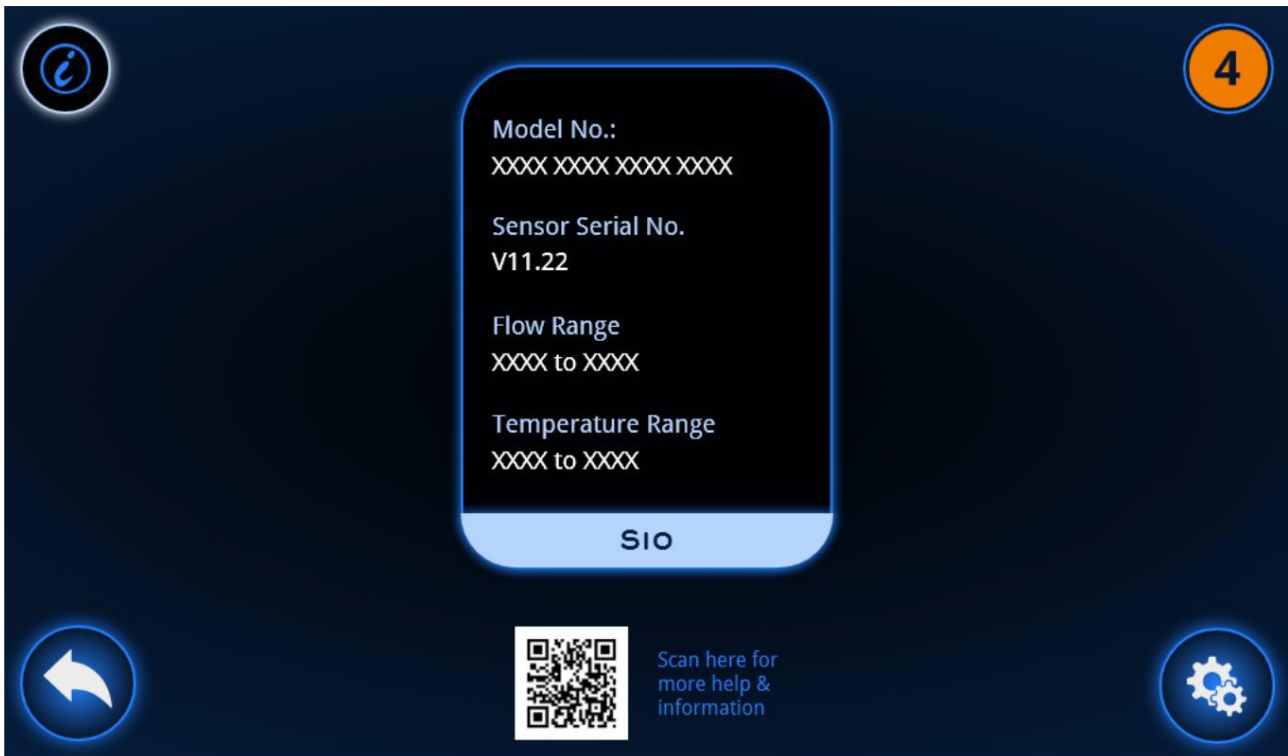 i
4
Model No.:
XXXX XXXX XXXX XXXX
Sensor Serial No.
V11.22
Flow Range
XXXX to XXXX
Temperature Range
XXXX to XXXX
S10
Scan here for
more help &
information